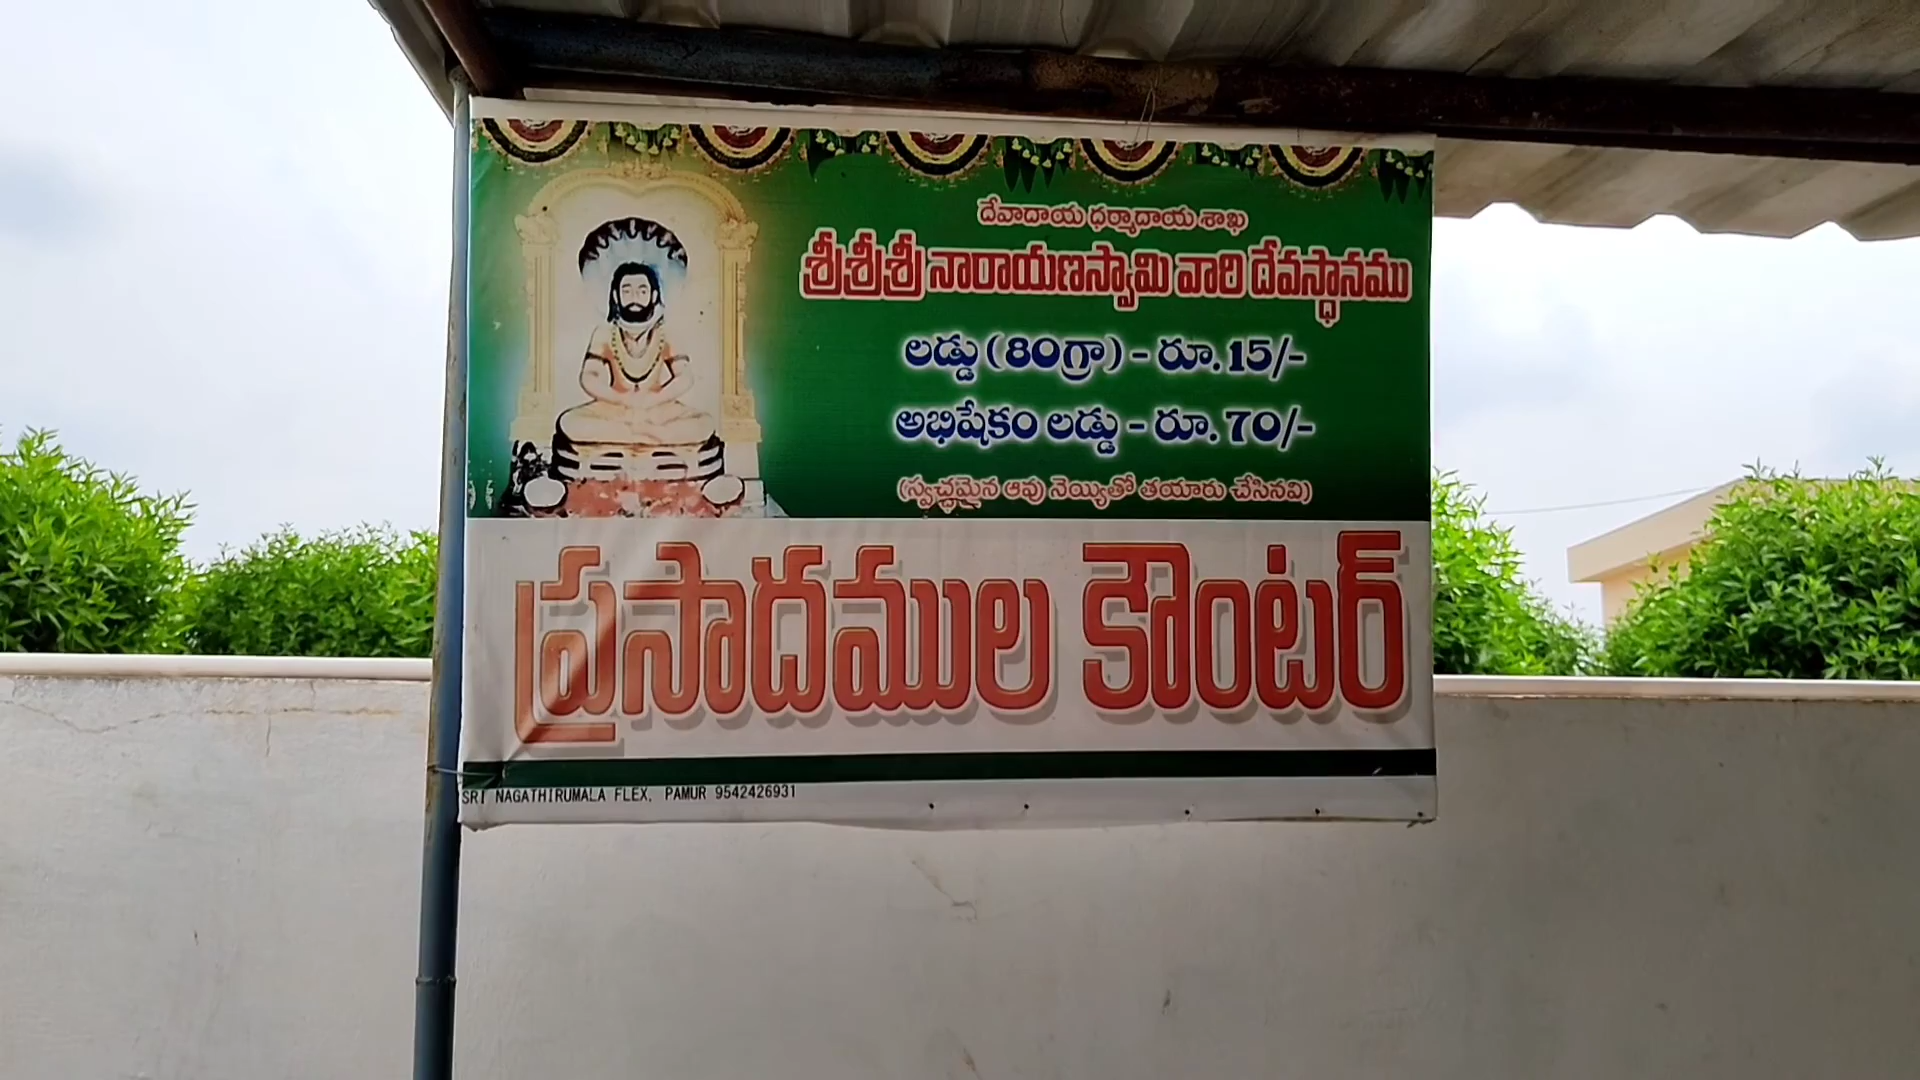 దేవాదాయ ధర్మాదాయ శాఖ
శ్రీశ్రీశ్రీ నారాయణస్వామి వారి దేవస్థానము
లడ్డు (80గ్రా) - రూ. 15/-
అభిషేకం లడ్డు - రూ. 70/-
(స్వచ్ఛమైన ఆవు నెయ్యితో తయారు చేసినవి)
ప్రసాదముల కౌంటర్
SRI NAGATHIRUMALA FLEX, PAMUR 9542426931